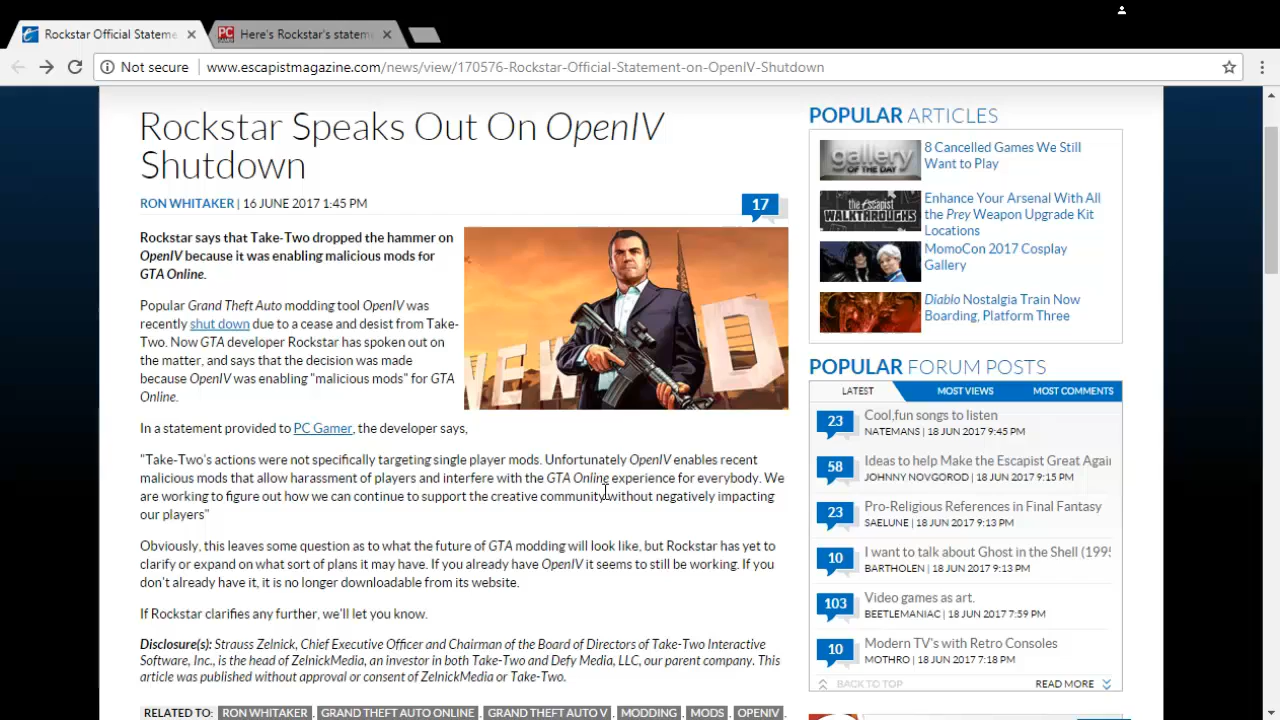 Rockstar Official Stateme
Here's Rockstar's statem
Not secure
www.escapistmagazine.com/news/view/170576-Rockstar-Official-Statement-on-OpenIV-Shutdown
Rockstar Speaks Out On OpenIV
Shutdown
RON WHITAKER | 16 JUNE 2017 1:45 PM
17
Rockstar says that Take-Two dropped the hammer on
OpenIV because it was enabling malicious mods for
GTA Online.
Popular Grand Theft Auto modding tool OpenIV was
recently shut down due to a cease and desist from Take-
Two. Now GTA developer Rockstar has spoken out on
the matter, and says that the decision was made
because OpenIV was enabling "malicious mods" for GTA
Online.
In a statement provided to PC Gamer, the developer says,
"Take-Two's actions were not specifically targeting single player mods. Unfortunately OpenIV enables recent
malicious mods that allow harassment of players and interfere with the GTA Online experience for everybody. We
are working to figure out how we can continue to support the creative community without negatively impacting
our players"
Obviously, this leaves some question as to what the future of GTA modding will look like, but Rockstar has yet to
clarify or expand on what sort of plans it may have. If you already have OpenIV it seems to still be working. If you
don't already have it, it is no longer downloadable from its website.
If Rockstar clarifies any further, we'll let you know.
Disclosure(s): Strauss Zelnick, Chief Executive Officer and Chairman of the Board of Directors of Take-Two Interactive
Software, Inc., is the head of ZelnickMedia, an investor in both Take-Two and Defy Media, LLC, our parent company. This
article was published without approval or consent of ZelnickMedia or Take-Two.
RELATED TO: RON WHITAKER, GRAND THEFT AUTO ONLINE, GRAND THEFT AUTO V, MODDING, MODS, OPENIV,
POPULAR ARTICLES
gallery
OF THE DAY
8 Cancelled Games We Still
Want to Play
the escapist
WALKTHROUGHS
Enhance Your Arsenal With All
the Prey Weapon Upgrade Kit
Locations
MomoCon 2017 Cosplay
Gallery
Diablo Nostalgia Train Now
Boarding, Platform Three
POPULAR FORUM POSTS
LATEST MOST VIEWS MOST COMMENTS
23 Cool,fun songs to listen
NATEMANS | 18 JUN 2017 9:45 PM
58 Ideas to help Make the Escapist Great Agai
JOHNNY NOVGOROD | 18 JUN 2017 9:15 PM
23 Pro-Religious References in Final Fantasy
SAELUNE | 18 JUN 2017 9:13 PM
10 I want to talk about Ghost in the Shell (1995
BARTHOLEN | 18 JUN 2017 9:13 PM
103 Video games as art.
BEETLEMANIAC | 18 JUN 2017 7:59 PM
10 Modern TV's with Retro Consoles
MOTHRO | 18 JUN 2017 7:18 PM
BACK TO TOP READ MORE